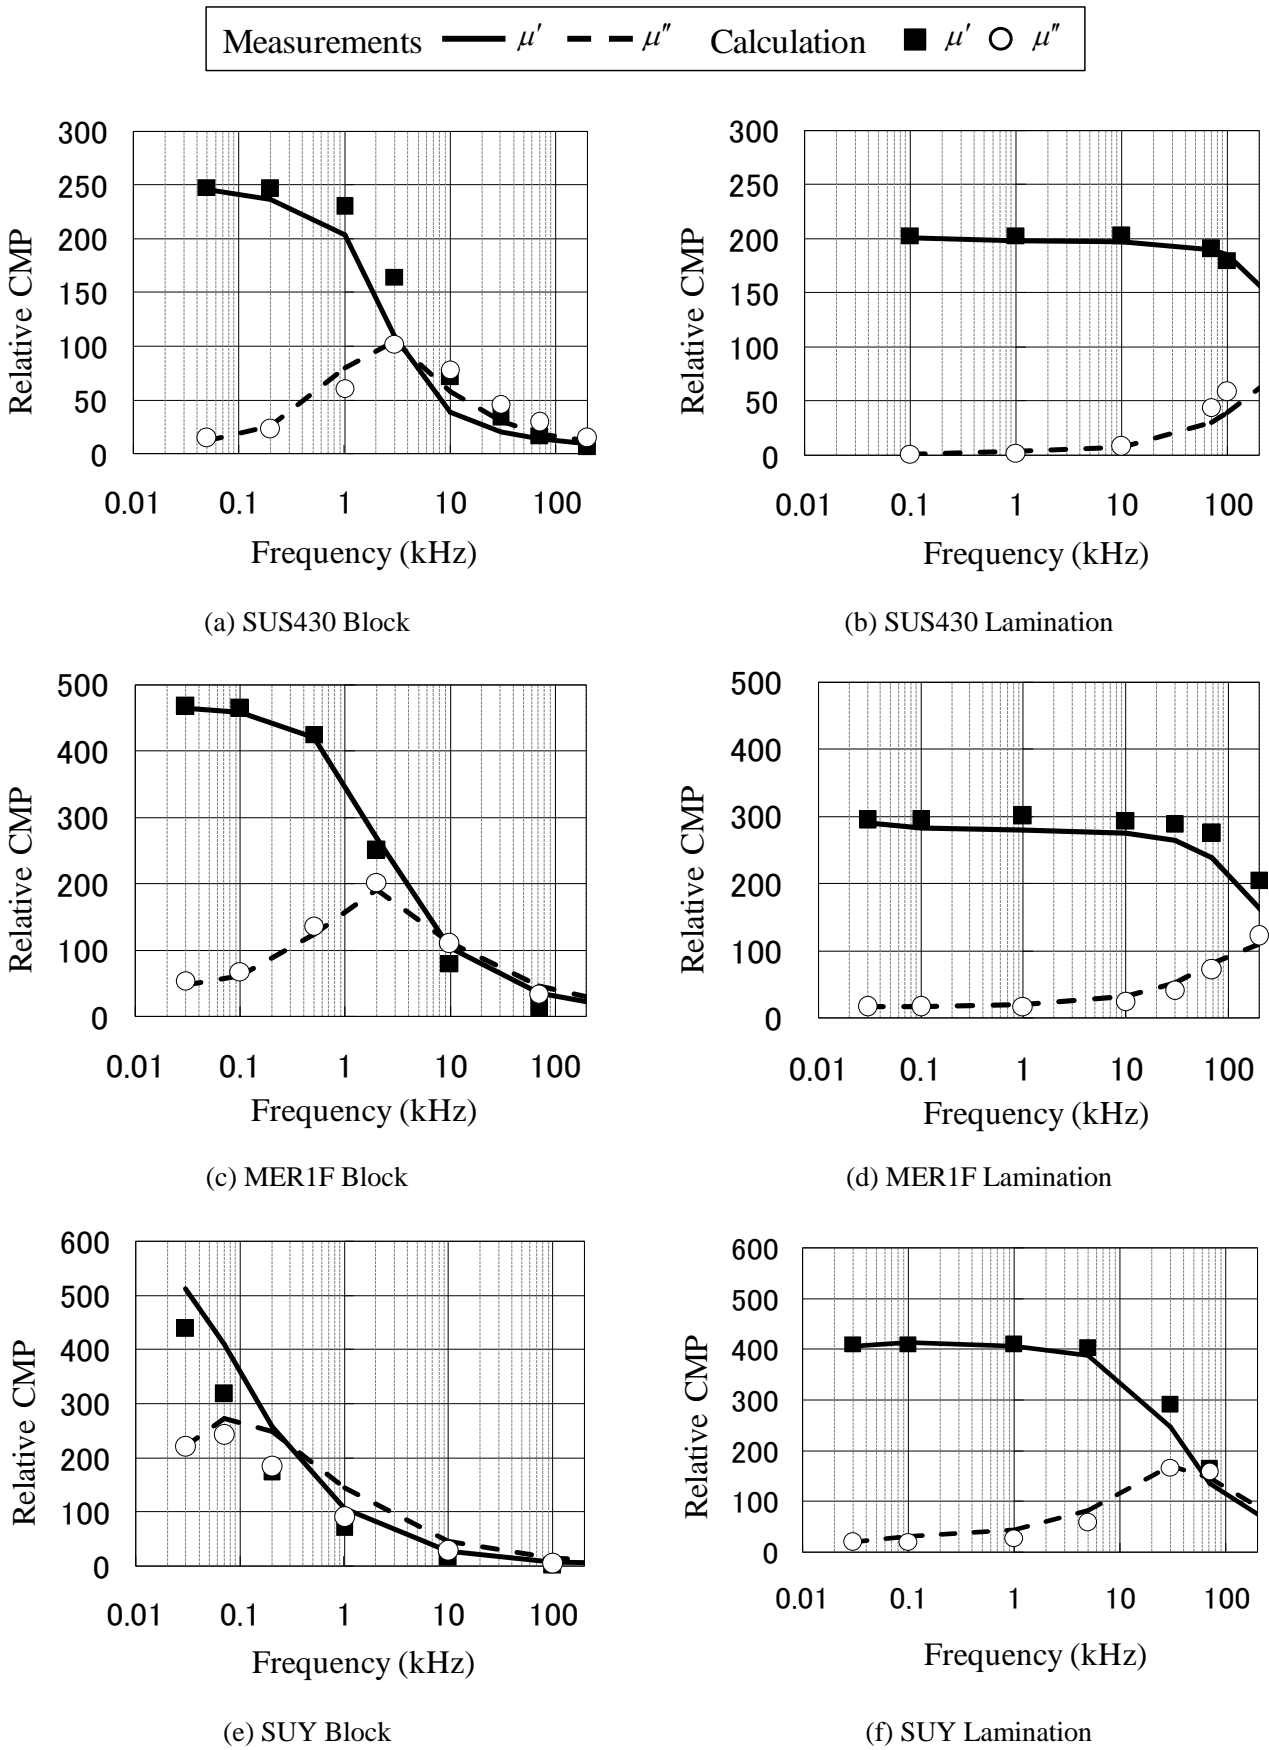 Measurements μ′ μ″ Calculation μ′ μ″
300
250
200
150
100
50
0
Relative CMP
0.01 0.1 1 10 100
Frequency (kHz)
(a) SUS430 Block
300
250
200
150
100
50
0
Relative CMP
0.01 0.1 1 10 100
Frequency (kHz)
(b) SUS430 Lamination
500
400
300
200
100
0
Relative CMP
0.01 0.1 1 10 100
Frequency (kHz)
(c) MER1F Block
500
400
300
200
100
0
Relative CMP
0.01 0.1 1 10 100
Frequency (kHz)
(d) MER1F Lamination
600
500
400
300
200
100
0
Relative CMP
0.01 0.1 1 10 100
Frequency (kHz)
(e) SUY Block
600
500
400
300
200
100
0
Relative CMP
0.01 0.1 1 10 100
Frequency (kHz)
(f) SUY Lamination